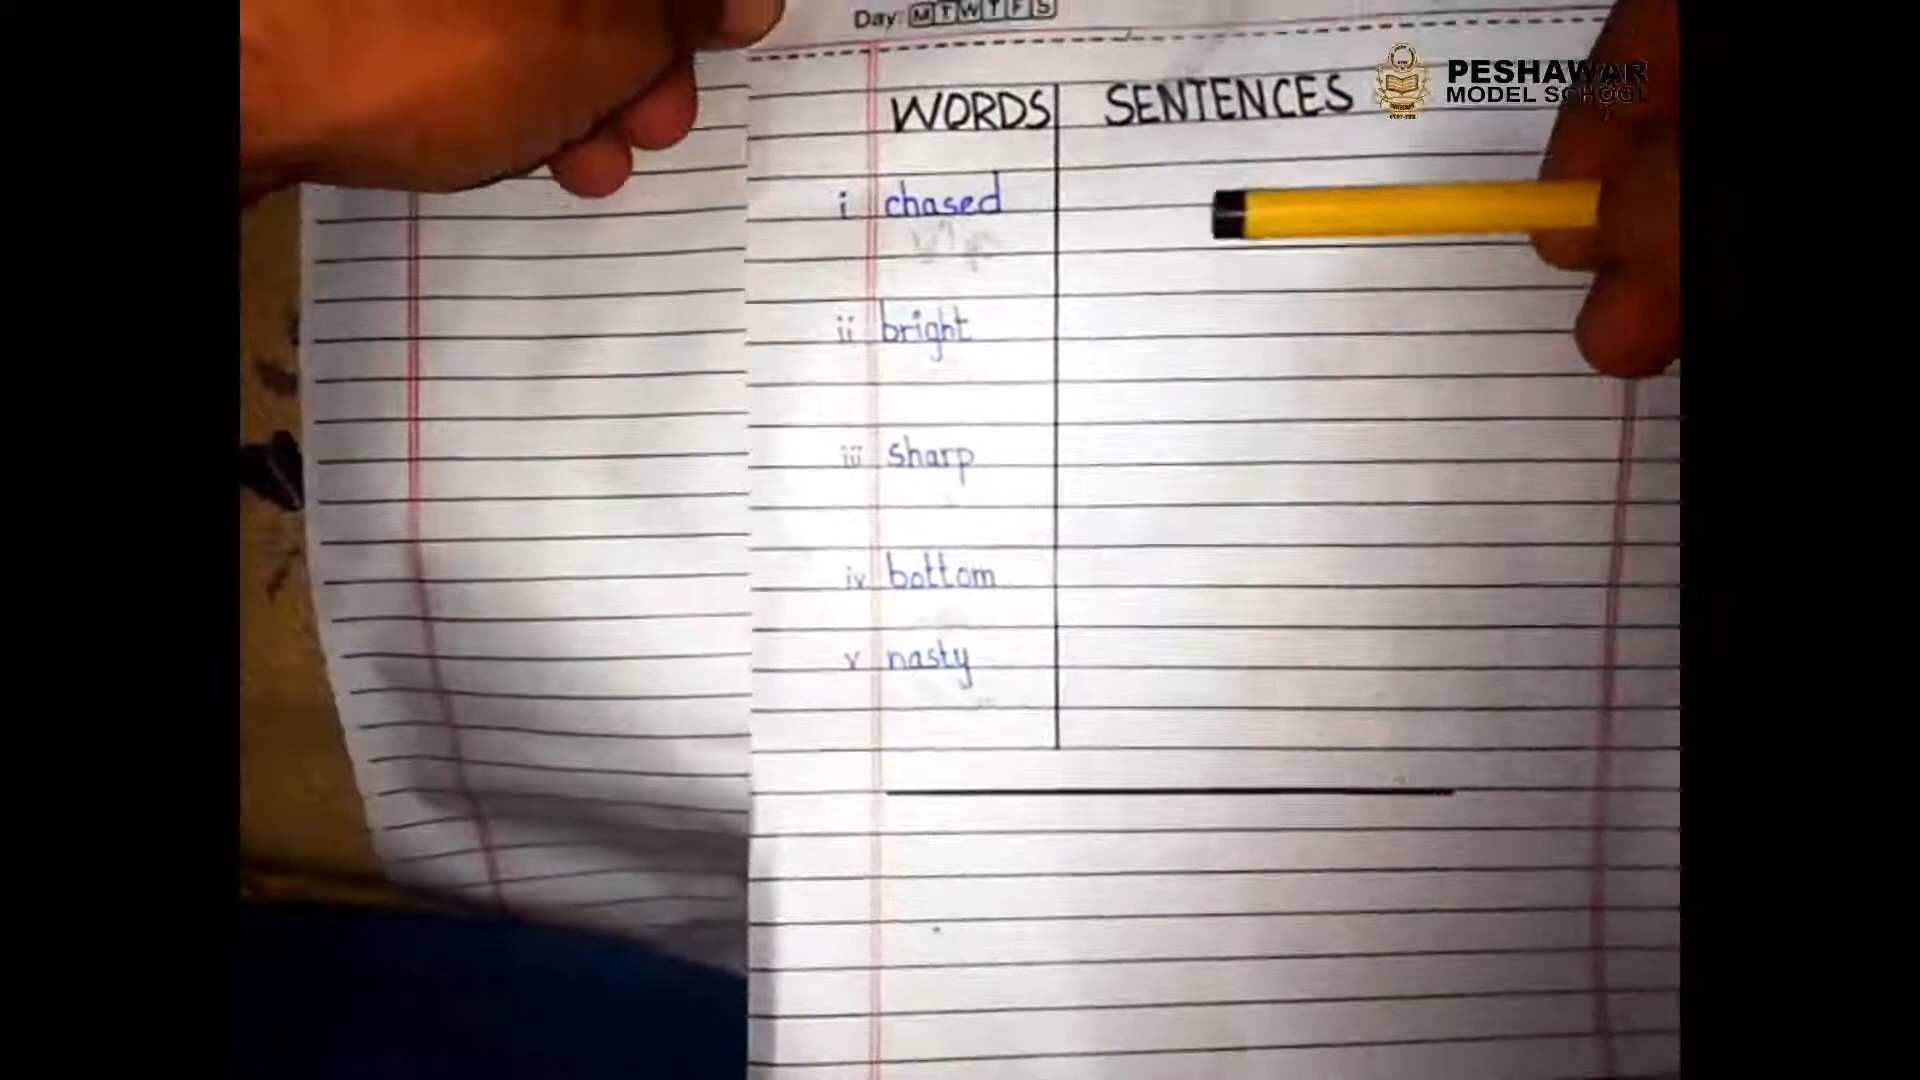 Day: M T W T F S
PESHAWAR
MODEL SCHOOL
WORDS SENTENCES
i chased
ii bright
iii sharp
iv bottom
v nasty